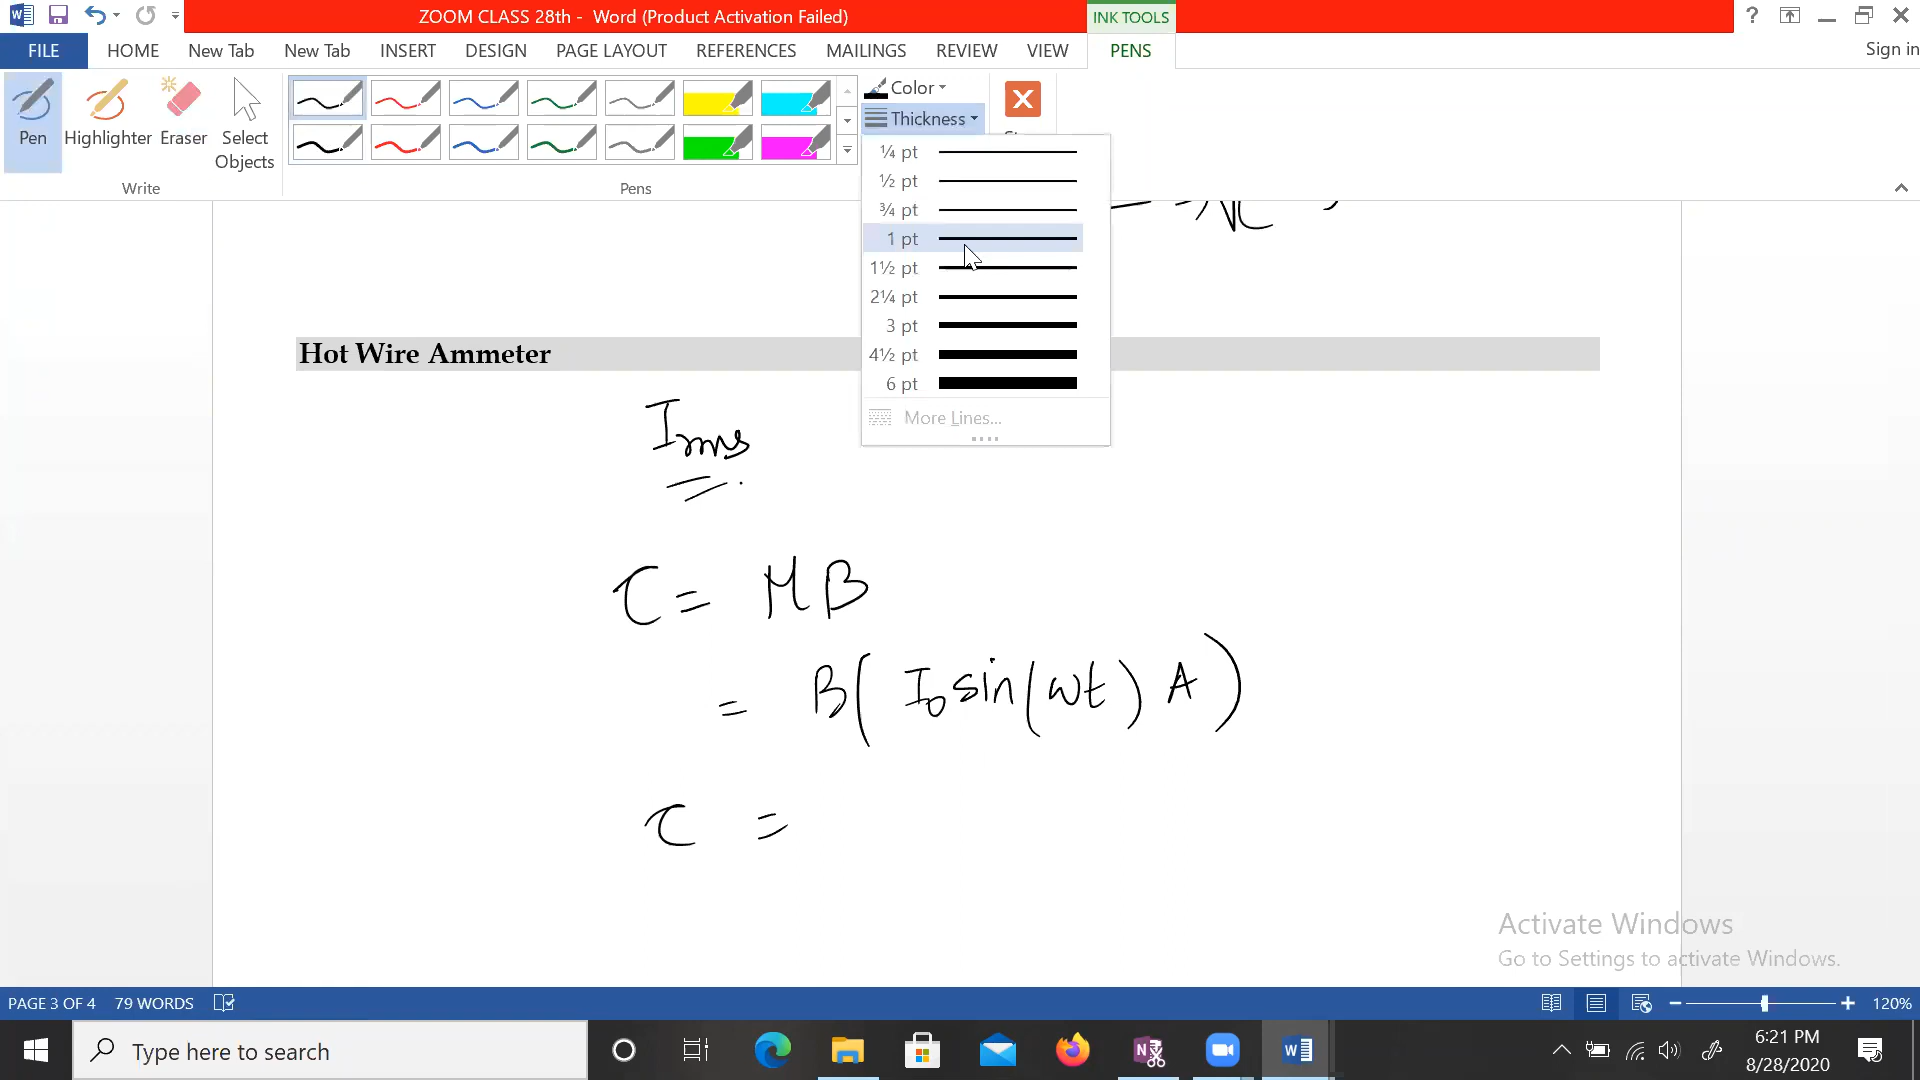 ZOOM CLASS 28th - Word (Product Activation Failed)
INK TOOLS
?
FILE HOME New Tab New Tab INSERT DESIGN PAGE LAYOUT REFERENCES MAILINGS REVIEW VIEW PENS
Sign in
Pen
Highlighter
Eraser
Select Objects
Write
Pens
Color
Thickness
¼ pt
½ pt
¾ pt
1 pt
1½ pt
2¼ pt
3 pt
4½ pt
6 pt
More Lines...
Hot Wire Ammeter
Irms
τ = MB
= B( I0 sin(ωt) A )
τ =
Activate Windows
Go to Settings to activate Windows.
PAGE 3 OF 4 79 WORDS
120%
Type here to search
6:21 PM
8/28/2020